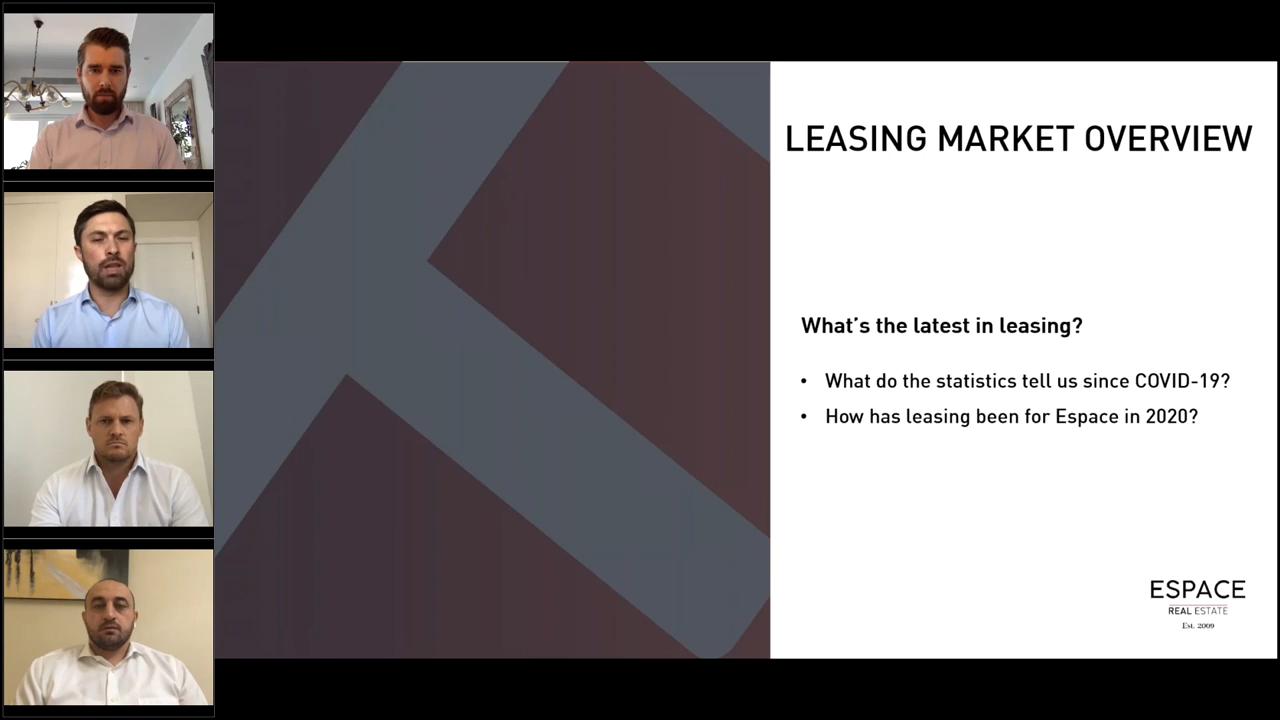 LEASING MARKET OVERVIEW
What's the latest in leasing?
• What do the statistics tell us since COVID-19?
• How has leasing been for Espace in 2020?
ESPACE
REAL ESTATE
Est. 2009